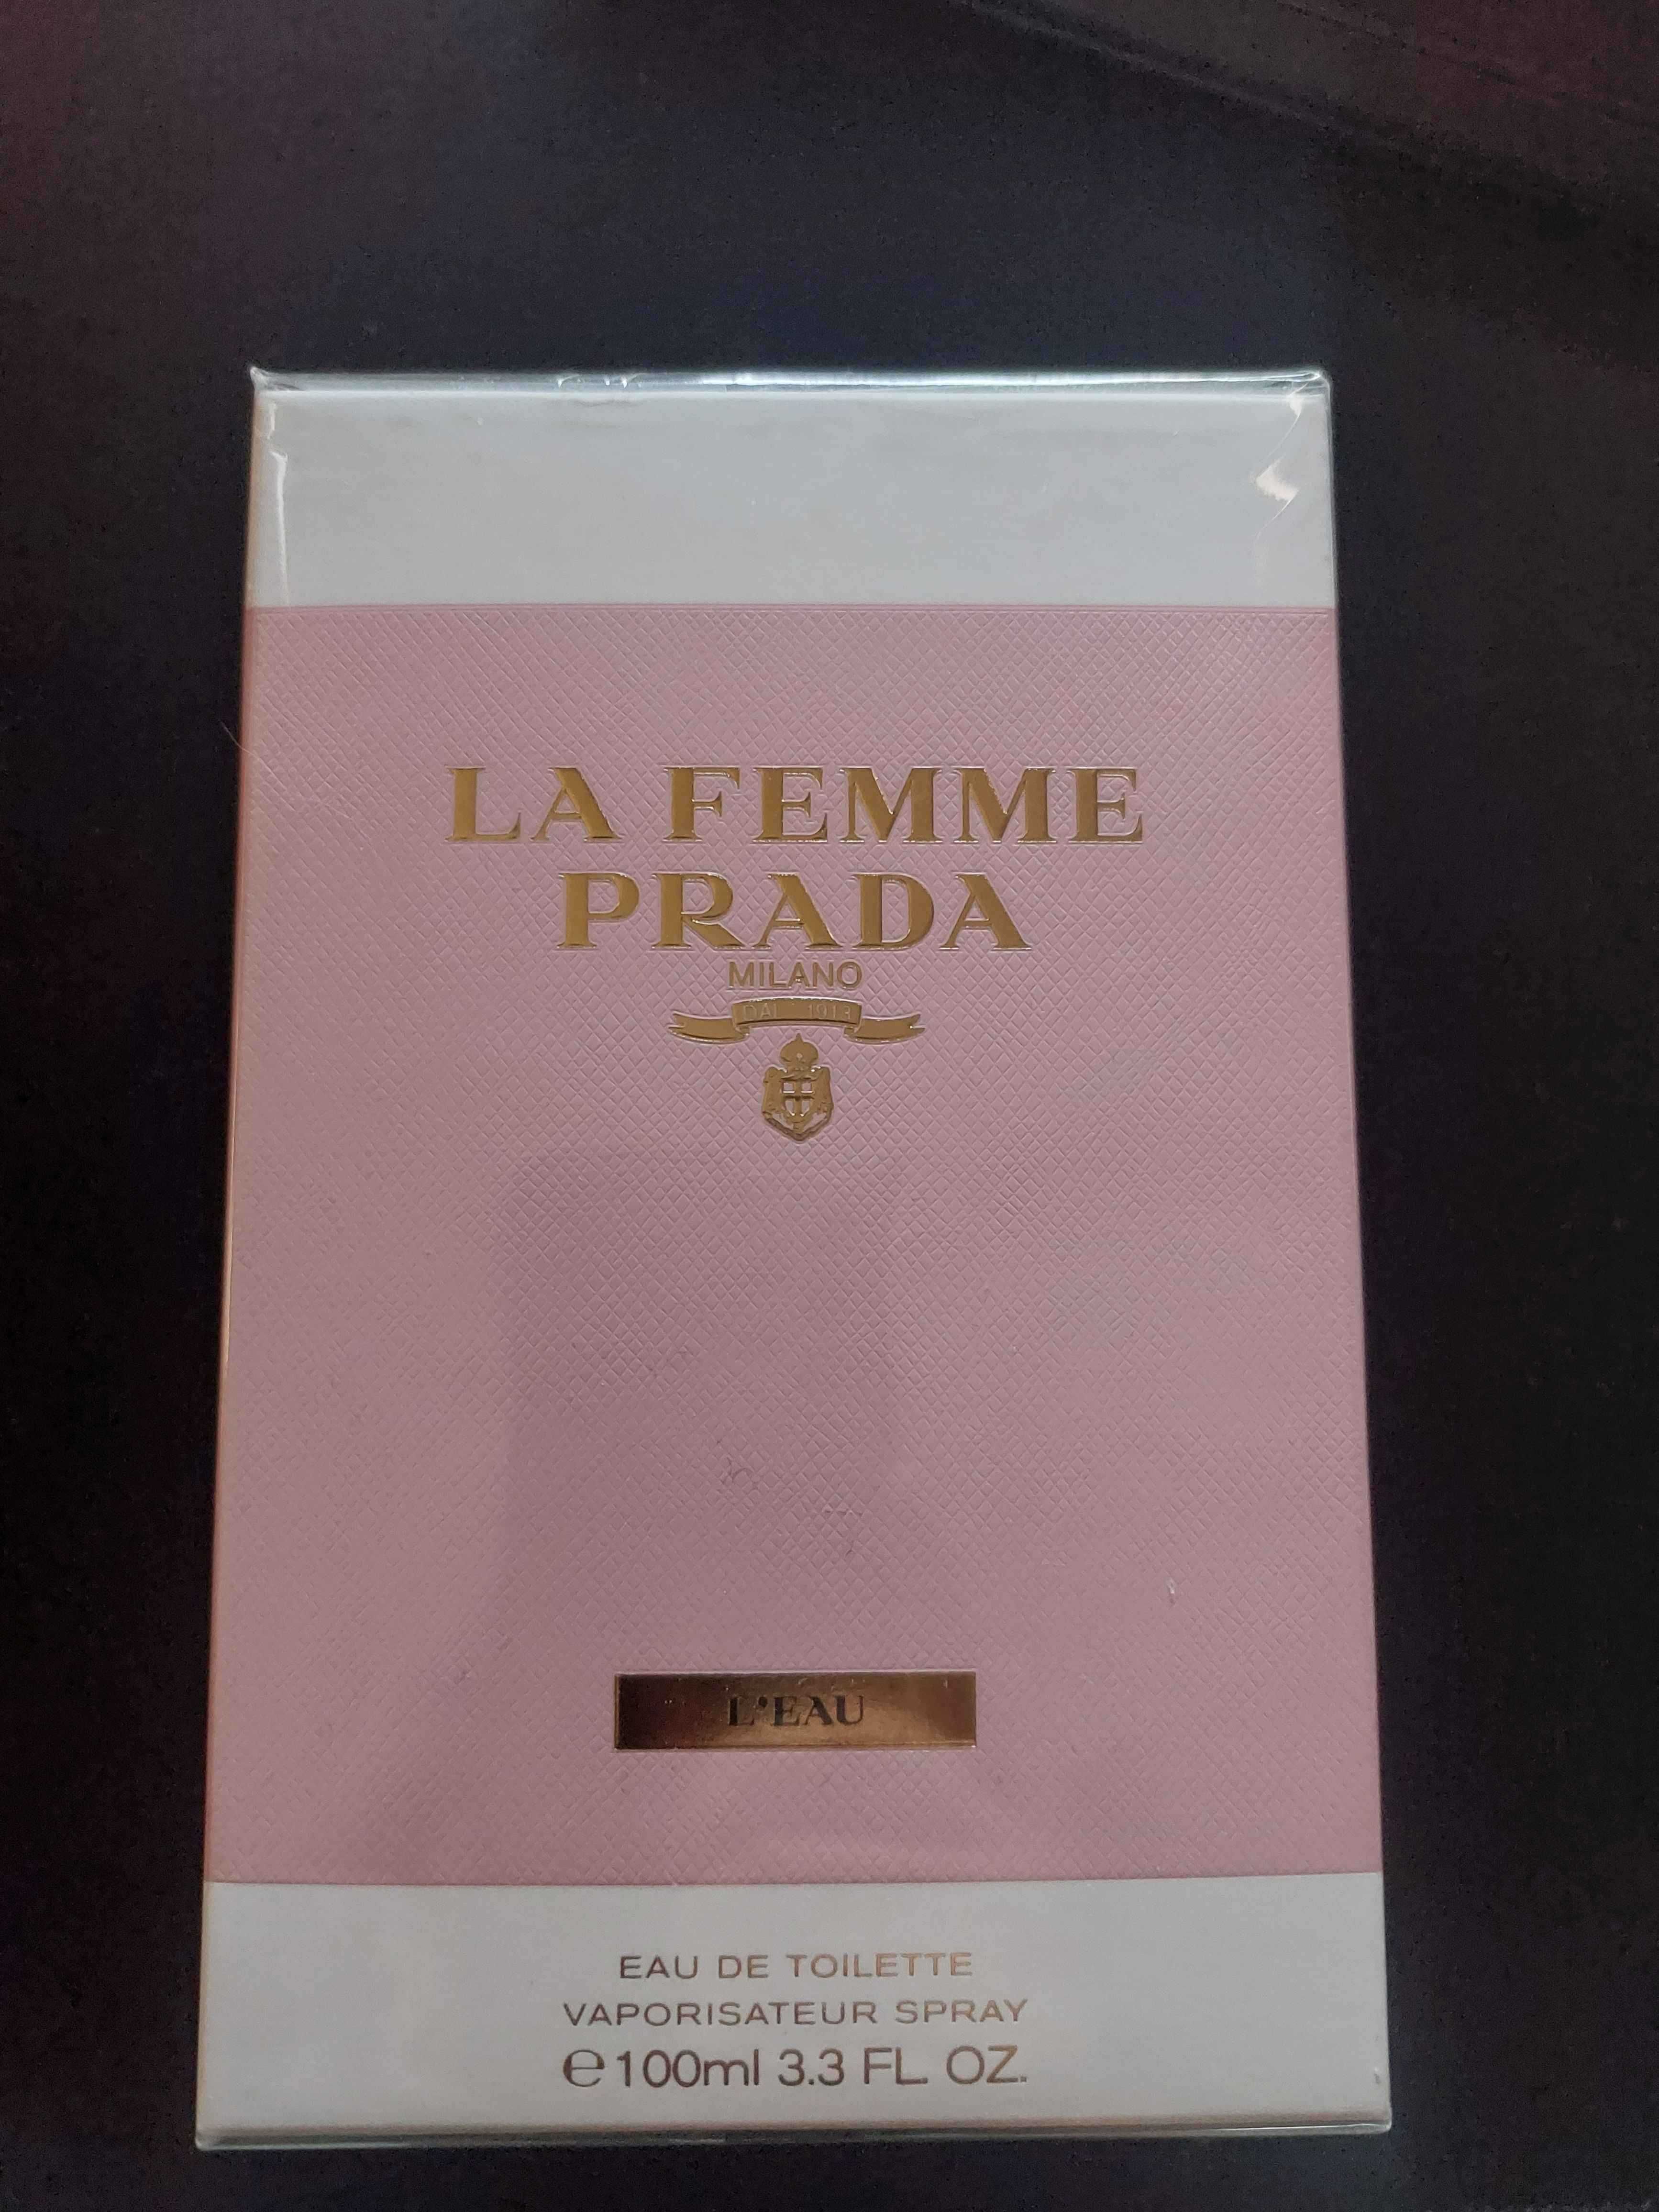 LA FEMME
PRADA
MILANO
DAL 1913
L'EAU
EAU DE TOILETTE
VAPORISATEUR SPRAY
℮100ml 3.3 FL. OZ.